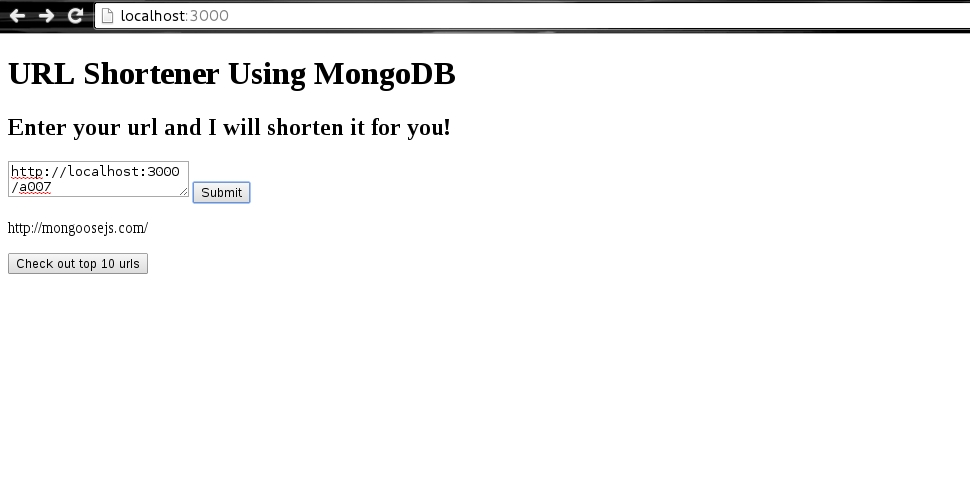 localhost:3000
URL Shortener Using MongoDB
Enter your url and I will shorten it for you!
http://localhost:3000
/a007
Submit
http://mongoosejs.com/
Check out top 10 urls